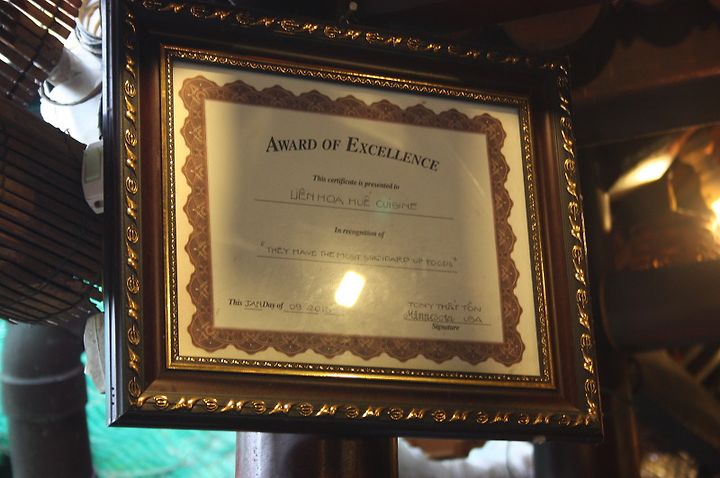 AWARD OF EXCELLENCE
This certificate is presented to
LIÊN HOA HUẾ CUISINE
In recognition of
"THEY HAVE THE MOST STANDARD OF FOODS"
This JAN Day of 09 2015
TONY THẤT TÔN
Minnesota USA
Signature